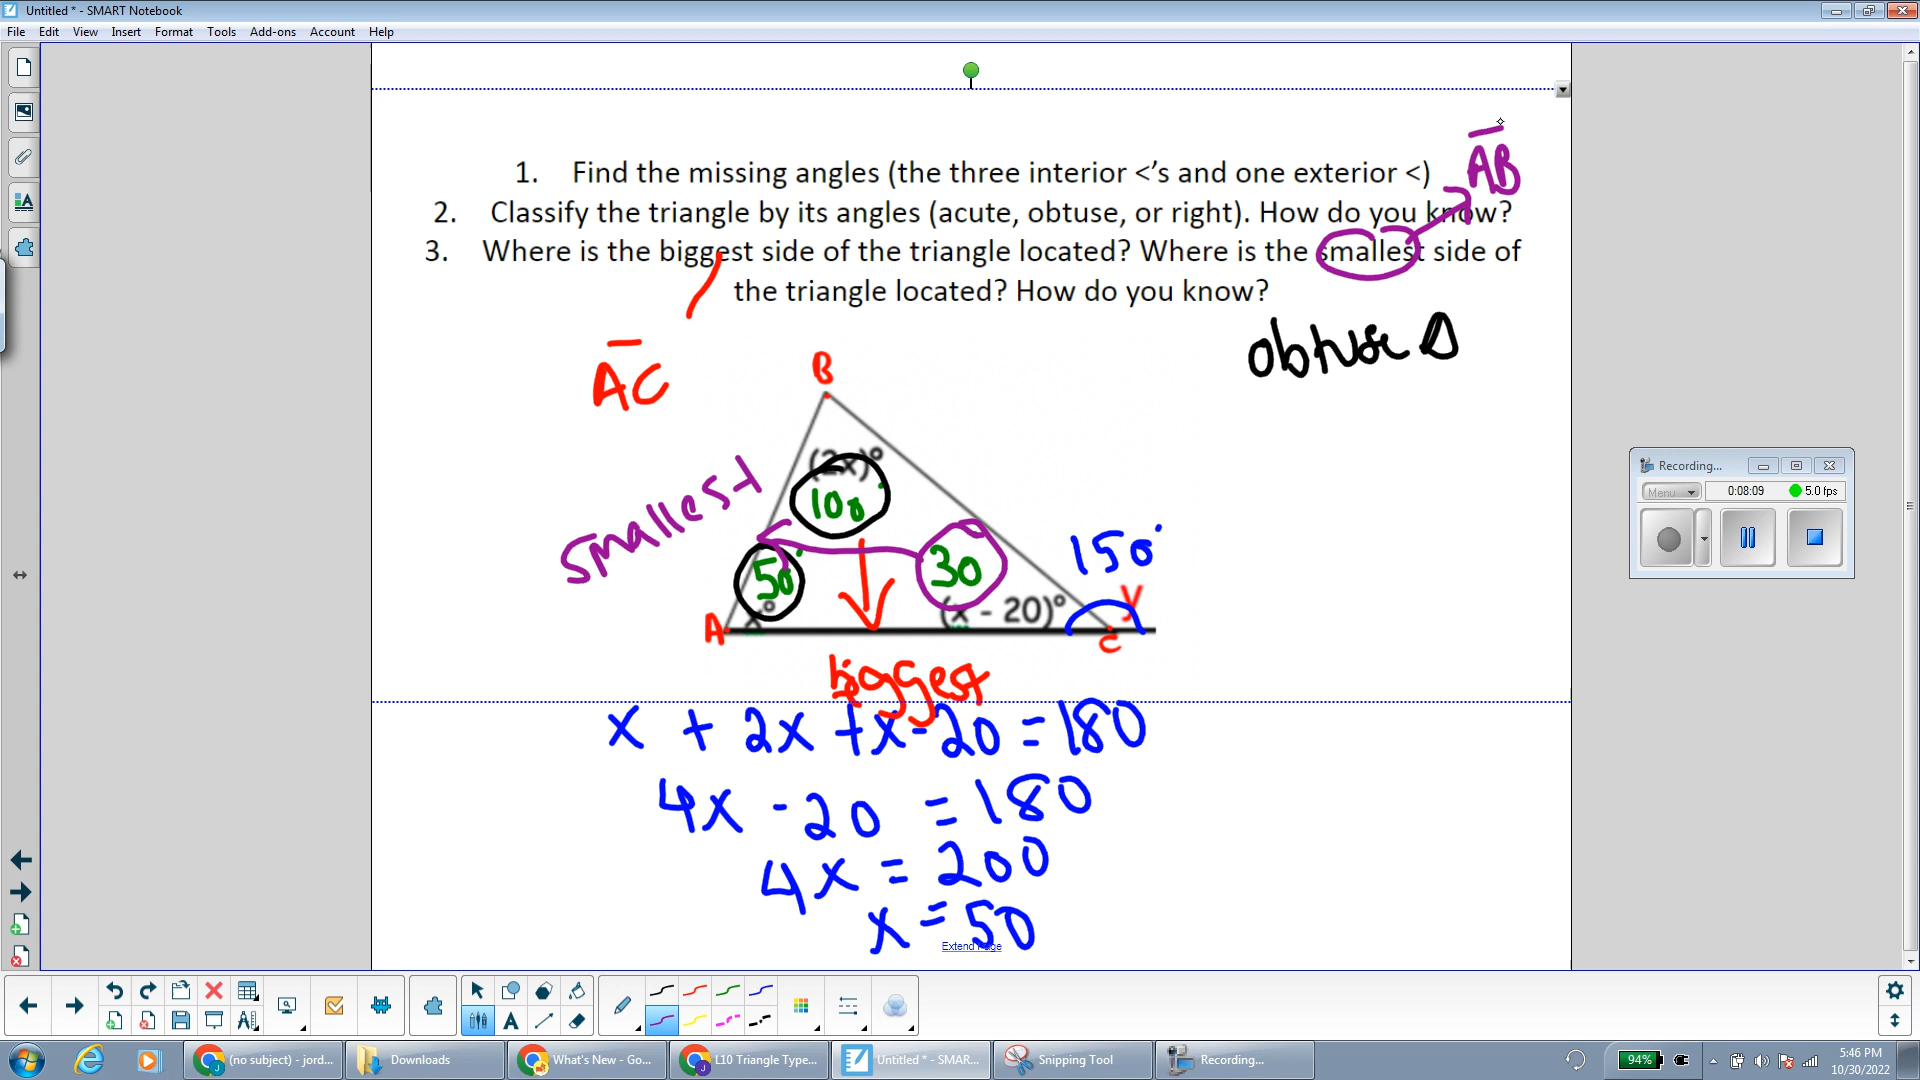 Untitled * - SMART Notebook
File Edit View Insert Format Tools Add-ons Account Help
AB
1. Find the missing angles (the three interior <'s and one exterior <)
2. Classify the triangle by its angles (acute, obtuse, or right). How do you know?
3. Where is the biggest side of the triangle located? Where is the smallest side of
the triangle located? How do you know?
obtuse Δ
AC
B
(2x)°
100°
smallest
50°
30
150°
x°
(x - 20)°
y
A
C
biggest
x + 2x + x - 20 = 180
4x - 20 = 180
4x = 200
x = 50
Extend Page
Recording...
Menu
0:08:09
5.0 fps
(no subject) - jord...
Downloads
What's New - Go...
L10 Triangle Type...
Untitled * - SMAR...
Snipping Tool
Recording...
94%
5:46 PM
10/30/2022